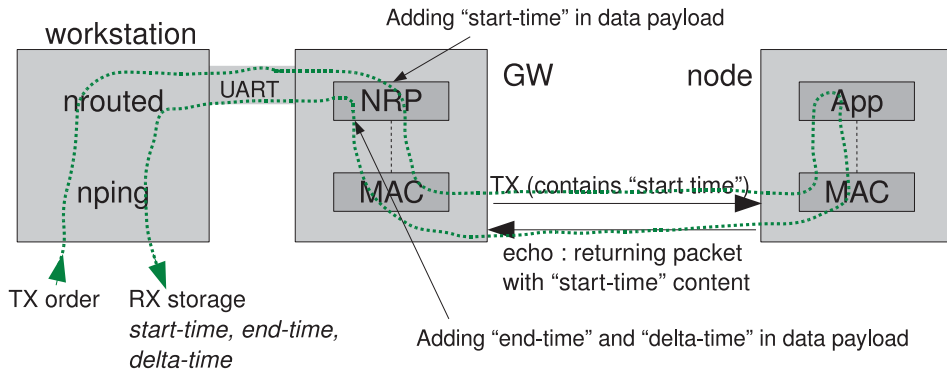 Adding “start-time” in data payload
workstation
GW
node
nrouted
UART
NRP
App
nping
MAC
TX (contains “start time”)
MAC
echo : returning packet
with “start-time” content
TX order
RX storage
start-time, end-time,
delta-time
Adding “end-time” and “delta-time” in data payload